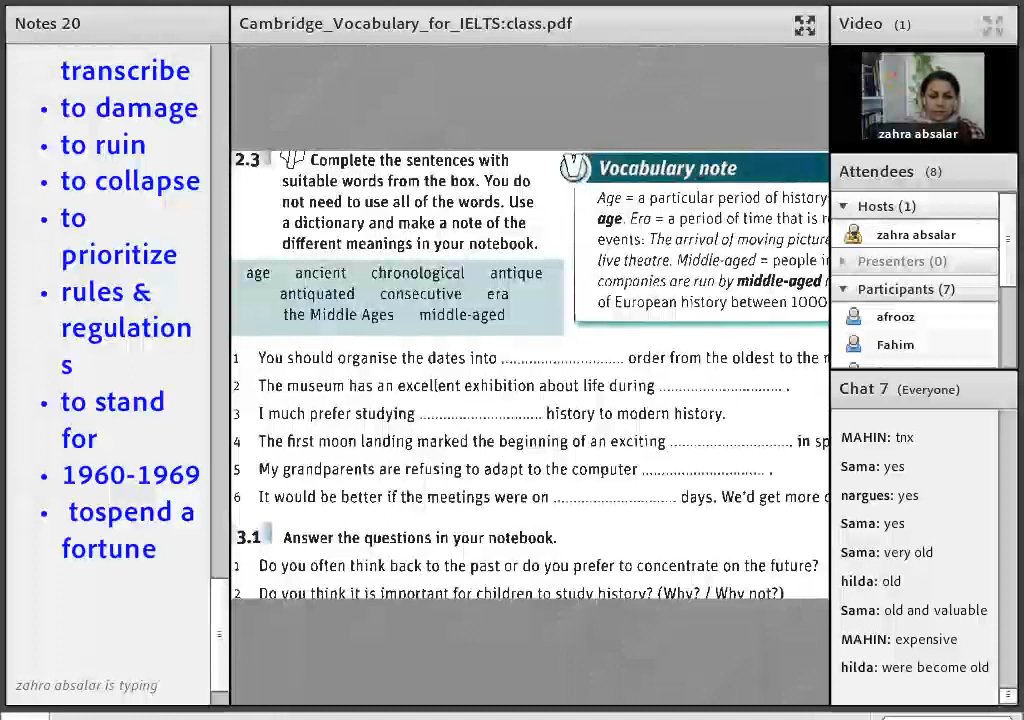 Notes 20
transcribe
• to damage
• to ruin
• to collapse
• to
prioritize
• rules &
regulation
s
• to stand
for
• 1960-1969
• tospend a
fortune
zahra absalar is typing
Cambridge_Vocabulary_for_IELTS:class.pdf
2.3 Complete the sentences with
suitable words from the box. You do
not need to use all of the words. Use
a dictionary and make a note of the
different meanings in your notebook.
age ancient chronological antique
antiquated consecutive era
the Middle Ages middle-aged
Vocabulary note
Age = a particular period of history
age. Era = a period of time that is
events: The arrival of moving picture
live theatre. Middle-aged = people
companies are run by middle-aged
of European history between 1000
1 You should organise the dates into ............................ order from the oldest to the
2 The museum has an excellent exhibition about life during ............................ .
3 I much prefer studying ............................ history to modern history.
4 The first moon landing marked the beginning of an exciting ............................ in
5 My grandparents are refusing to adapt to the computer ............................ .
6 It would be better if the meetings were on ............................ days. We'd get more
3.1 Answer the questions in your notebook.
1 Do you often think back to the past or do you prefer to concentrate on the future?
2 Do you think it is important for children to study history? (Why? / Why not?)
Video (1)
zahra absalar
Attendees (8)
Hosts (1)
zahra absalar
Presenters (0)
Participants (7)
afrooz
Fahim
Chat 7 (Everyone)
MAHIN: tnx
Sama: yes
nargues: yes
Sama: yes
Sama: very old
hilda: old
Sama: old and valuable
MAHIN: expensive
hilda: were become old